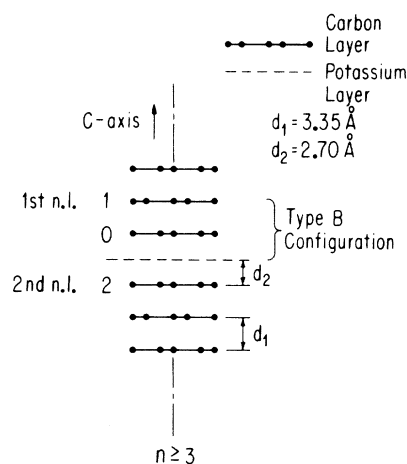 Carbon
Layer
Potassium
Layer
d₁ = 3.35 Å
d₂ = 2.70 Å
C-axis
1st n.l. 1
0
Type B
Configuration
2nd n.l. 2
d₂
d₁
n ≥ 3